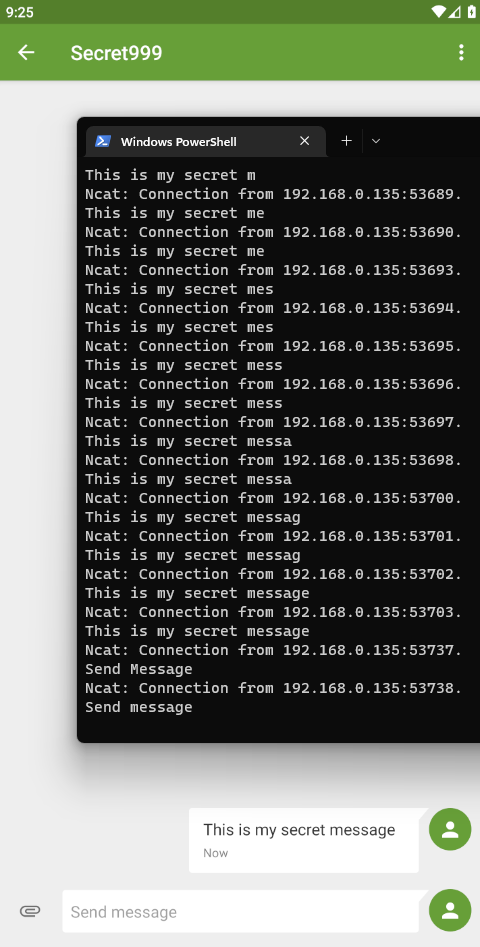 9:25
Secret999
Windows PowerShell
This is my secret m
Ncat: Connection from 192.168.0.135:53689.
This is my secret me
Ncat: Connection from 192.168.0.135:53690.
This is my secret me
Ncat: Connection from 192.168.0.135:53693.
This is my secret mes
Ncat: Connection from 192.168.0.135:53694.
This is my secret mes
Ncat: Connection from 192.168.0.135:53695.
This is my secret mess
Ncat: Connection from 192.168.0.135:53696.
This is my secret mess
Ncat: Connection from 192.168.0.135:53697.
This is my secret messa
Ncat: Connection from 192.168.0.135:53698.
This is my secret messa
Ncat: Connection from 192.168.0.135:53700.
This is my secret messag
Ncat: Connection from 192.168.0.135:53701.
This is my secret messag
Ncat: Connection from 192.168.0.135:53702.
This is my secret message
Ncat: Connection from 192.168.0.135:53703.
This is my secret message
Ncat: Connection from 192.168.0.135:53737.
Send Message
Ncat: Connection from 192.168.0.135:53738.
Send message
This is my secret message
Now
Send message